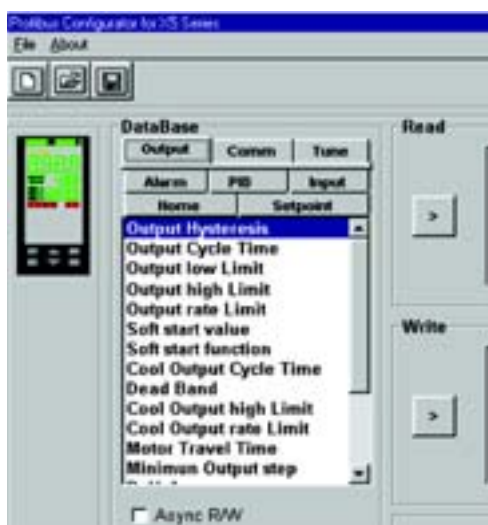 Profibus Configurator for X5 Series
File About
DataBase
Output Comm Tune
Alarm PID Input
Home Setpoint
Output Hysteresis
Output Cycle Time
Output low Limit
Output high Limit
Output rate Limit
Soft start value
Soft start function
Cool Output Cycle Time
Dead Band
Cool Output high Limit
Cool Output rate Limit
Motor Travel Time
Minimun Output step
Async R/W
Read
>
Write
>